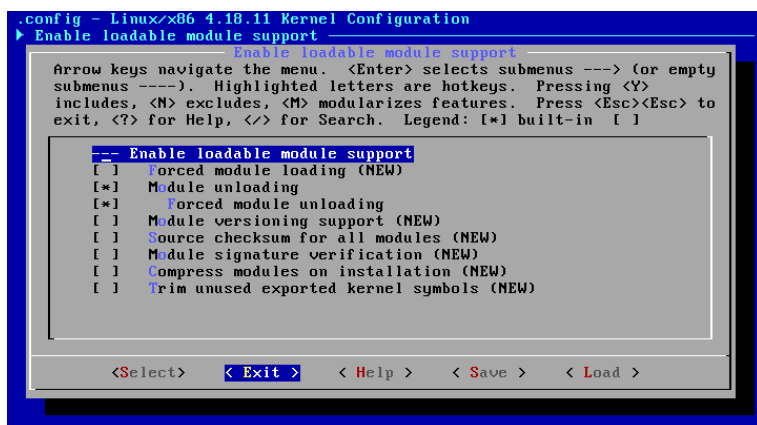 .config - Linux/x86 4.18.11 Kernel Configuration
▶ Enable loadable module support
Enable loadable module support
Arrow keys navigate the menu. <Enter> selects submenus ---> (or empty
submenus ----). Highlighted letters are hotkeys. Pressing <Y>
includes, <N> excludes, <M> modularizes features. Press <Esc><Esc> to
exit, <?> for Help, </> for Search. Legend: [*] built-in [ ]
--- Enable loadable module support
[ ] Forced module loading (NEW)
[*] Module unloading
[*] Forced module unloading
[ ] Module versioning support (NEW)
[ ] Source checksum for all modules (NEW)
[ ] Module signature verification (NEW)
[ ] Compress modules on installation (NEW)
[ ] Trim unused exported kernel symbols (NEW)
<Select> < Exit > < Help > < Save > < Load >